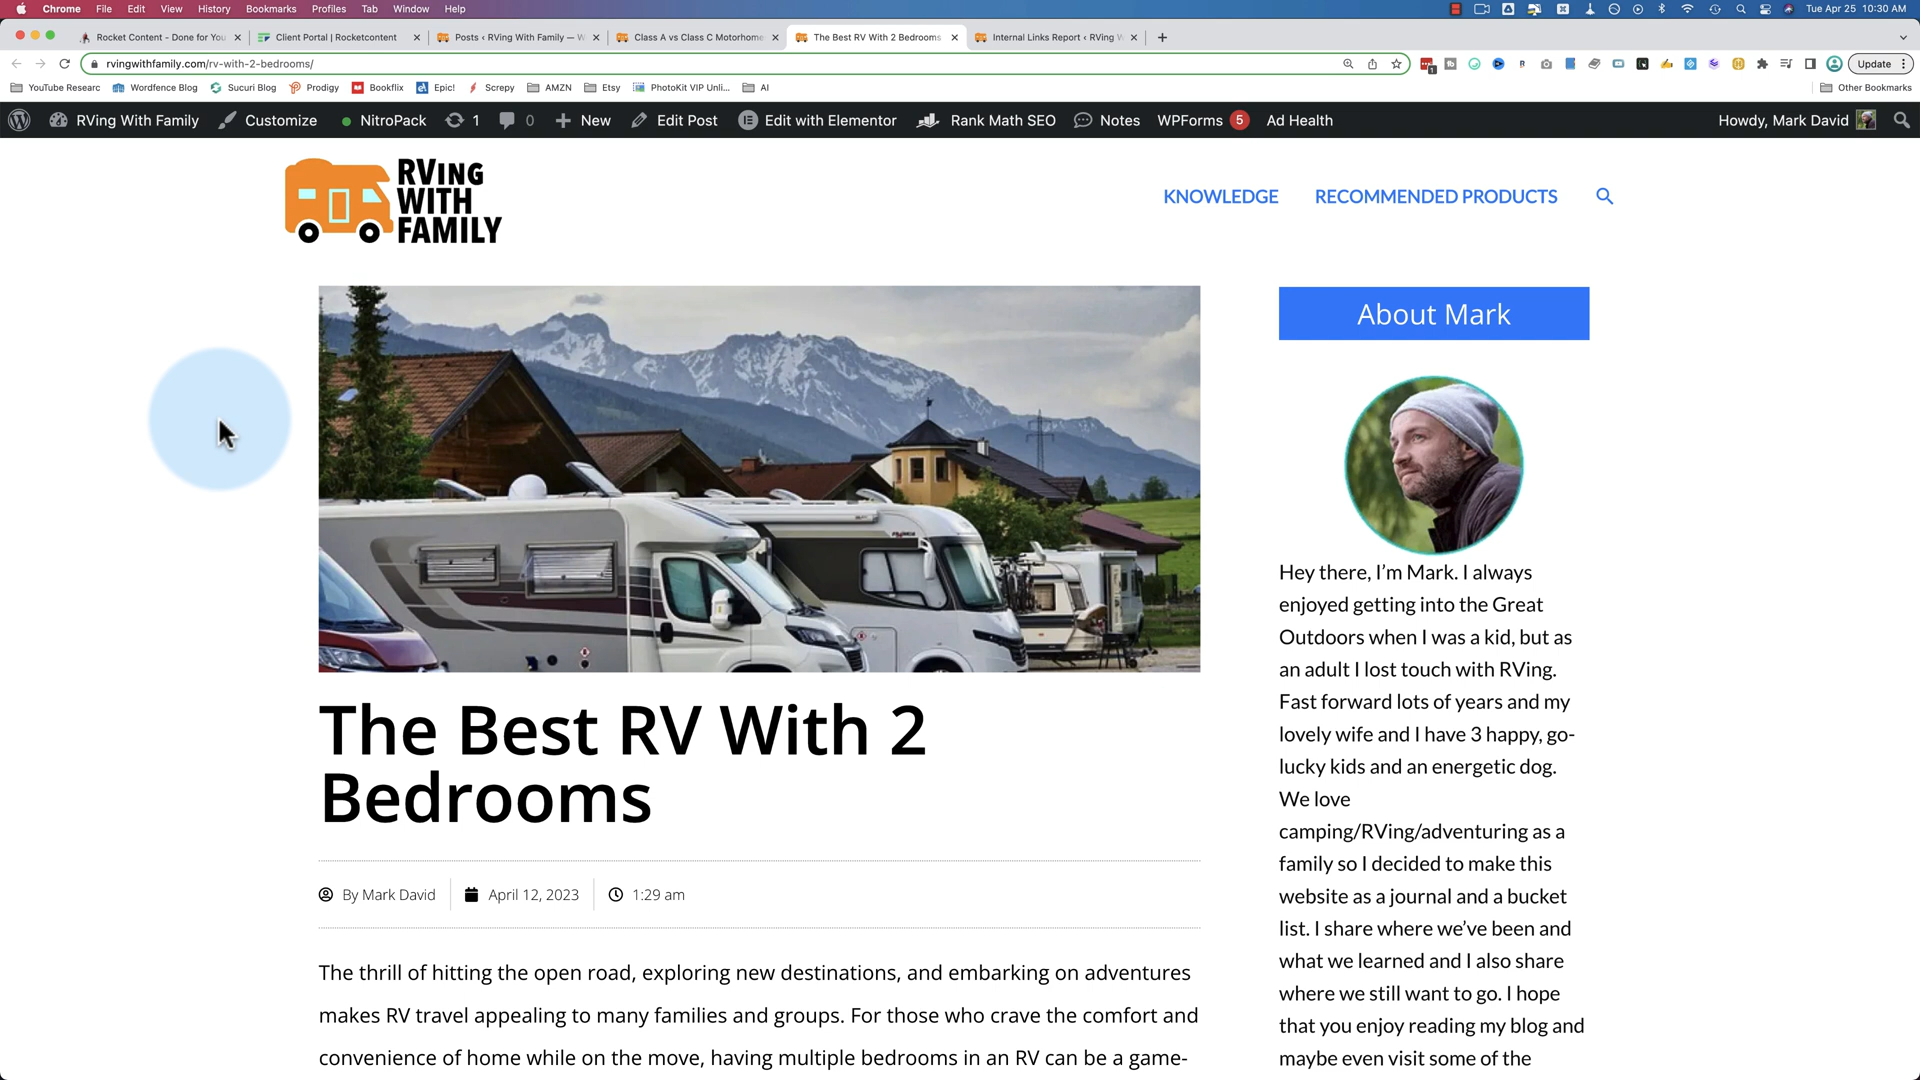 Chrome File Edit View History Bookmarks Profiles Tab Window Help
Tue Apr 25 10:30 AM
Rocket Content - Done for You
Client Portal | Rocketcontent
Posts ‹ RVing With Family — W
Class A vs Class C Motorhome
The Best RV With 2 Bedrooms
Internal Links Report ‹ RVing W
rvingwithfamily.com/rv-with-2-bedrooms/
Update
YouTube Researc
Wordfence Blog
Sucuri Blog
Prodigy
Bookflix
Epic!
Screpy
AMZN
Etsy
PhotoKit VIP Unli...
AI
Other Bookmarks
RVing With Family
Customize
NitroPack
1
0
New
Edit Post
Edit with Elementor
Rank Math SEO
Notes
WPForms 5
Ad Health
Howdy, Mark David
RVING
WITH
FAMILY
KNOWLEDGE
RECOMMENDED PRODUCTS
The Best RV With 2
Bedrooms
By Mark David
April 12, 2023
1:29 am
The thrill of hitting the open road, exploring new destinations, and embarking on adventures
makes RV travel appealing to many families and groups. For those who crave the comfort and
convenience of home while on the move, having multiple bedrooms in an RV can be a game-
About Mark
Hey there, I’m Mark. I always
enjoyed getting into the Great
Outdoors when I was a kid, but as
an adult I lost touch with RVing.
Fast forward lots of years and my
lovely wife and I have 3 happy, go-
lucky kids and an energetic dog.
We love
camping/RVing/adventuring as a
family so I decided to make this
website as a journal and a bucket
list. I share where we’ve been and
what we learned and I also share
where we still want to go. I hope
that you enjoy reading my blog and
maybe even visit some of the